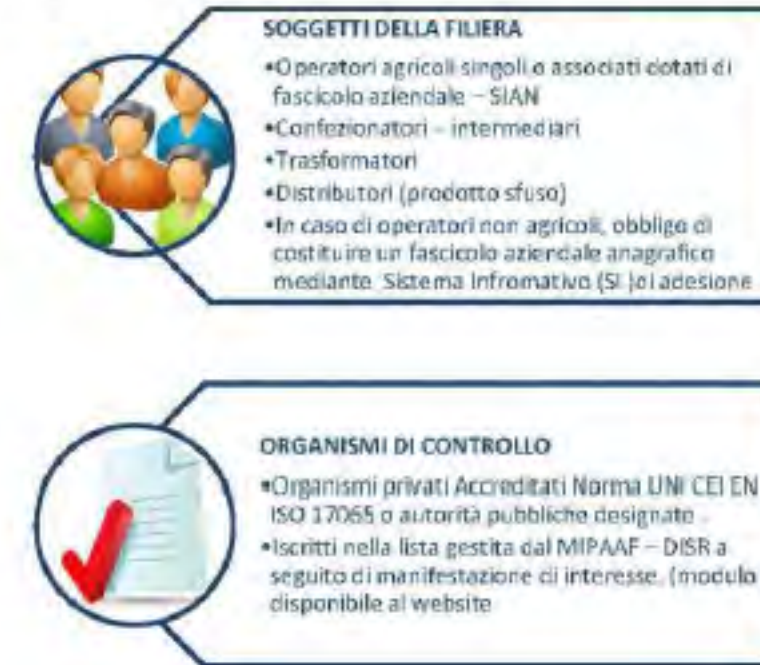 SOGGETTI DELLA FILIERA
•Operatori agricoli singoli o associati dotati di
fascicolo aziendale – SIAN
•Confezionatori – intermediari
•Trasformatori
•Distributori (prodotto sfuso)
•In caso di operatori non agricoli, obbligo di
costituire un fascicolo aziendale anagrafico
mediante Sistema Infromativo (SI )di adesione
ORGANISMI DI CONTROLLO
•Organismi privati Accreditati Norma UNI CEI EN
ISO 17065 o autorità pubbliche designate .
•Iscritti nella lista gestita dal MIPAAF – DISR a
seguito di manifestazione di interesse. (modulo
disponibile al website